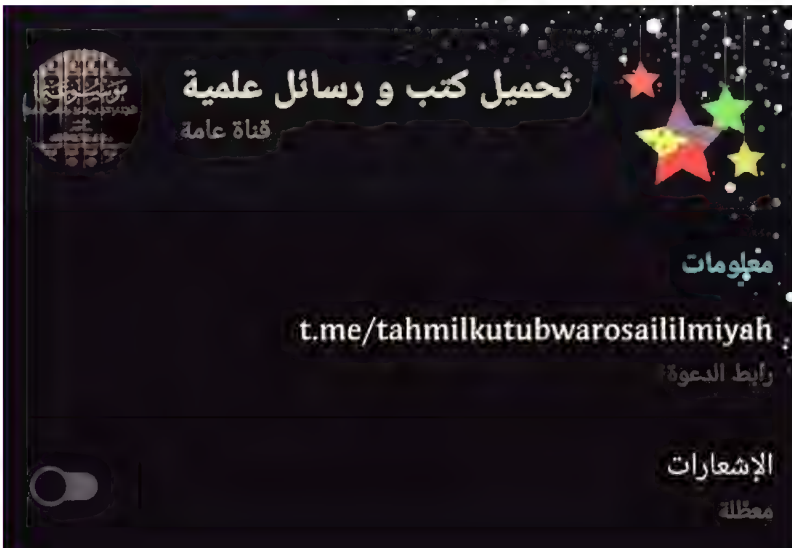 تحميل كتب و رسائل علمية
قناة عامة
معلومات
t.me/tahmilkutubwarosaililmiyah
رابط الدعوة
الإشعارات
معطّلة